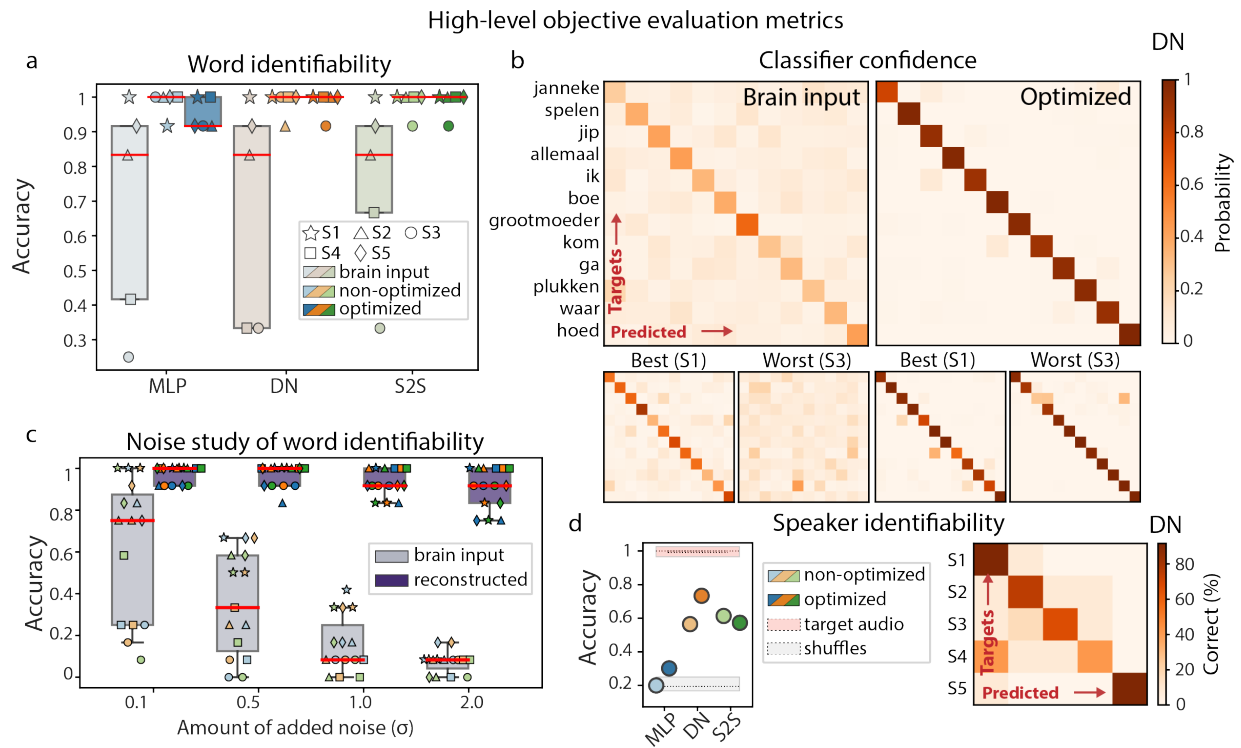 High-level objective evaluation metrics
a
Word identifiability
Accuracy
1
0.9
0.8
0.7
0.6
0.5
0.4
0.3
S1 S2 S3
S4 S5
brain input
non-optimized
optimized
MLP DN S2S
b
Classifier confidence
DN
janneke
spelen
jip
allemaal
ik
boe
grootmoeder
kom
ga
plukken
waar
hoed
Brain input
Optimized
Targets
Predicted
1
0.8
0.6
0.4
0.2
0
Probability
Best (S1) Worst (S3) Best (S1) Worst (S3)
c
Noise study of word identifiability
Accuracy
1
0.8
0.6
0.4
0.2
0
brain input
reconstructed
0.1 0.5 1.0 2.0
Amount of added noise (σ)
d
Speaker identifiability
Accuracy
1
0.8
0.6
0.4
0.2
MLP DN S2S
non-optimized
optimized
target audio
shuffles
DN
S1
S2
S3
S4
S5
Targets
Predicted
80
60
40
20
0
Correct (%)